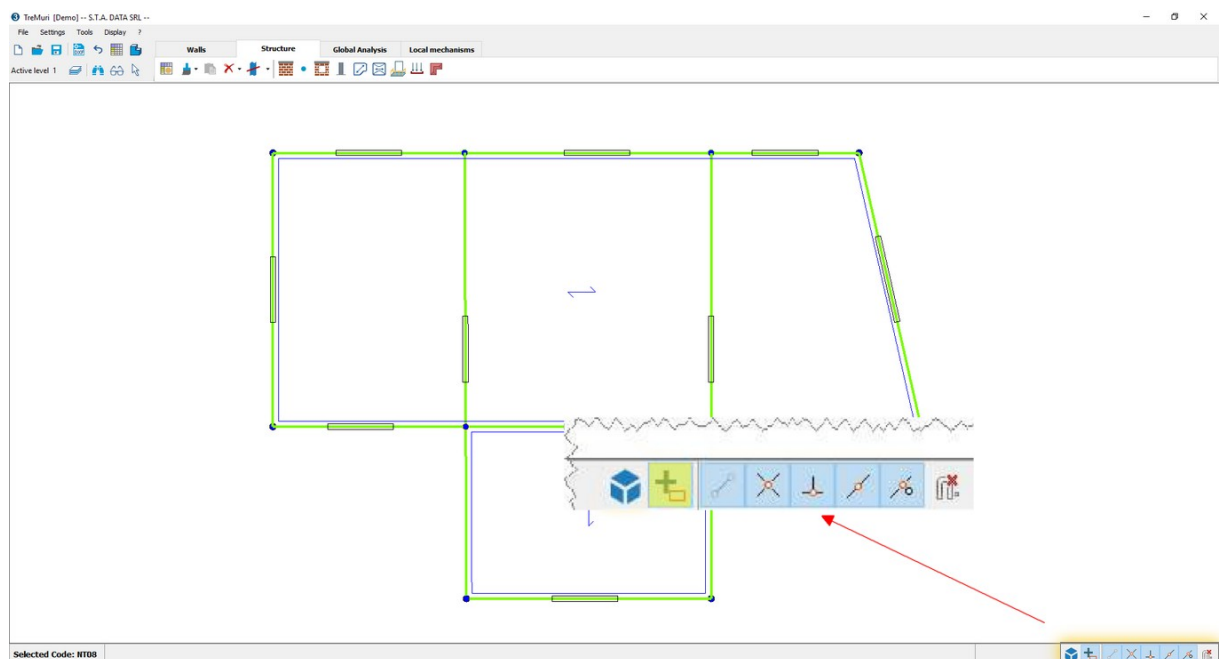 TreMuri [Demo] -- S.T.A. DATA SRL --
File Settings Tools Display ?
Walls Structure Global Analysis Local mechanisms
Active level 1
Selected Code: NT08